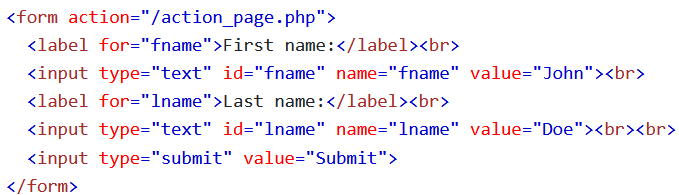 <form action="/action_page.php">
  <label for="fname">First name:</label><br>
  <input type="text" id="fname" name="fname" value="John"><br>
  <label for="lname">Last name:</label><br>
  <input type="text" id="lname" name="lname" value="Doe"><br><br>
  <input type="submit" value="Submit">
</form>